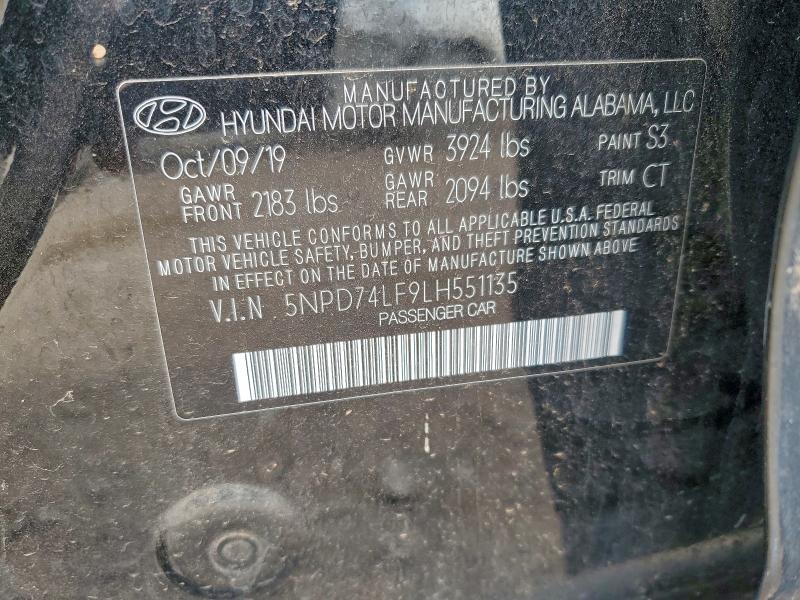 MANUFACTURED BY
HYUNDAI MOTOR MANUFACTURING ALABAMA, LLC
Oct/09/19 GVWR 3924 lbs PAINT S3
GAWR FRONT 2183 lbs GAWR REAR 2094 lbs TRIM CT
THIS VEHICLE CONFORMS TO ALL APPLICABLE U.S.A. FEDERAL
MOTOR VEHICLE SAFETY, BUMPER, AND THEFT PREVENTION STANDARDS
IN EFFECT ON THE DATE OF MANUFACTURE SHOWN ABOVE
V.I.N 5NPD74LF9LH551135
PASSENGER CAR